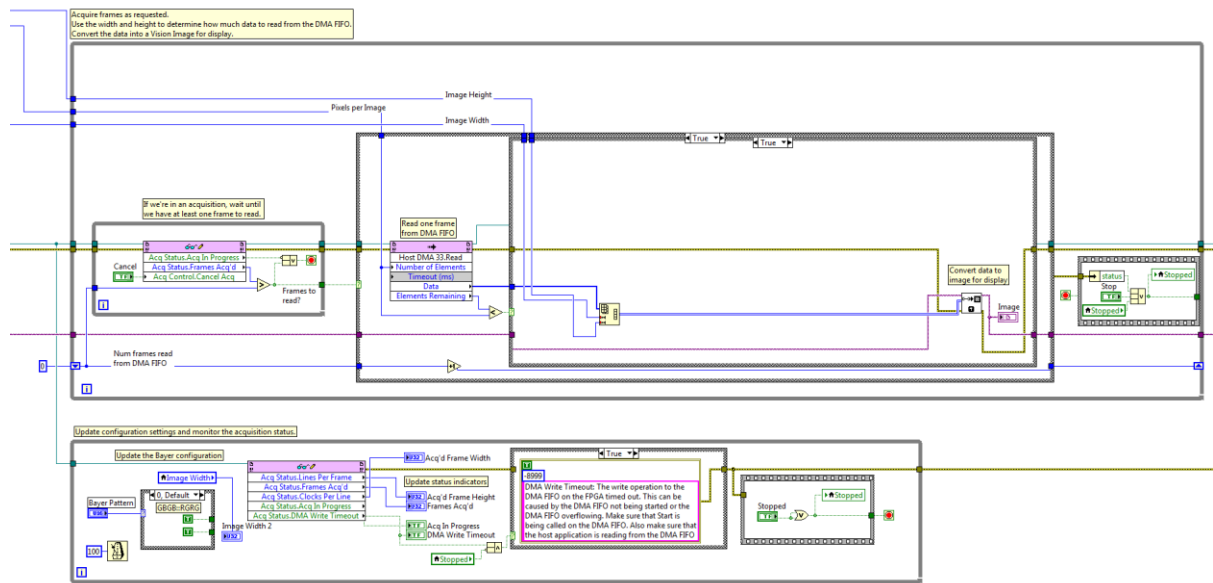 Acquire frames as requested.
Use the width and height to determine how much data to read from the DMA FIFO.
Convert the data into a Vision Image for display.
Image Height
Pixels per Image
Image Width
True
True
If we're in an acquisition, wait until
we have at least one frame to read.
Read one frame
from DMA FIFO
Acq Status.Acq In Progress
Acq Status.Frames Acq'd
Acq Control.Cancel Acq
Cancel
TF
Frames to
read?
i
Host DMA 33.Read
Number of Elements
Timeout (ms)
Data
Elements Remaining
Convert data to
image for display
Image
status
Stop
TF
Stopped
Stopped
0
Num frames read
from DMA FIFO
+1
i
Update configuration settings and monitor the acquisition status.
Update the Bayer configuration
Image Width
Bayer Pattern
0, Default
GBGB::RGRG
Image Width 2
100
i
Acq Status.Lines Per Frame
Acq Status.Frames Acq'd
Acq Status.Clocks Per Line
Acq Status.Acq In Progress
Acq Status.DMA Write Timeout
Acq'd Frame Width
Update status indicators
Acq'd Frame Height
Frames Acq'd
Acq In Progress
DMA Write Timeout
Stopped
True
-8999
DMA Write Timeout: The write operation to the
DMA FIFO on the FPGA timed out. This can be
caused by the DMA FIFO not being started or the
DMA FIFO overflowing. Make sure that Start is
being called on the DMA FIFO. Also make sure that
the host application is reading from the DMA FIFO
Stopped
TF
Stopped